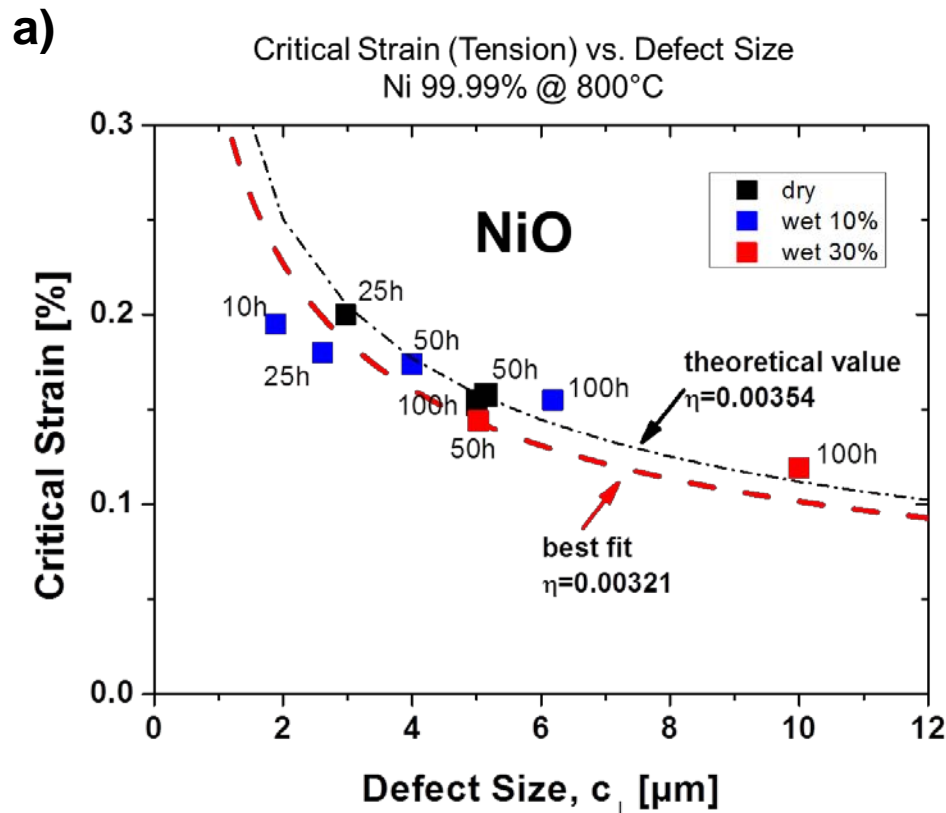 a)
Critical Strain (Tension) vs. Defect Size
Ni 99.99% @ 800°C
Critical Strain [%]
0.3
0.2
0.1
0.0
NiO
dry
wet 10%
wet 30%
10h
25h
25h
50h
50h
100h
50h
100h
100h
theoretical value
η=0.00354
best fit
η=0.00321
0 2 4 6 8 10 12
Defect Size, c⊥ [µm]